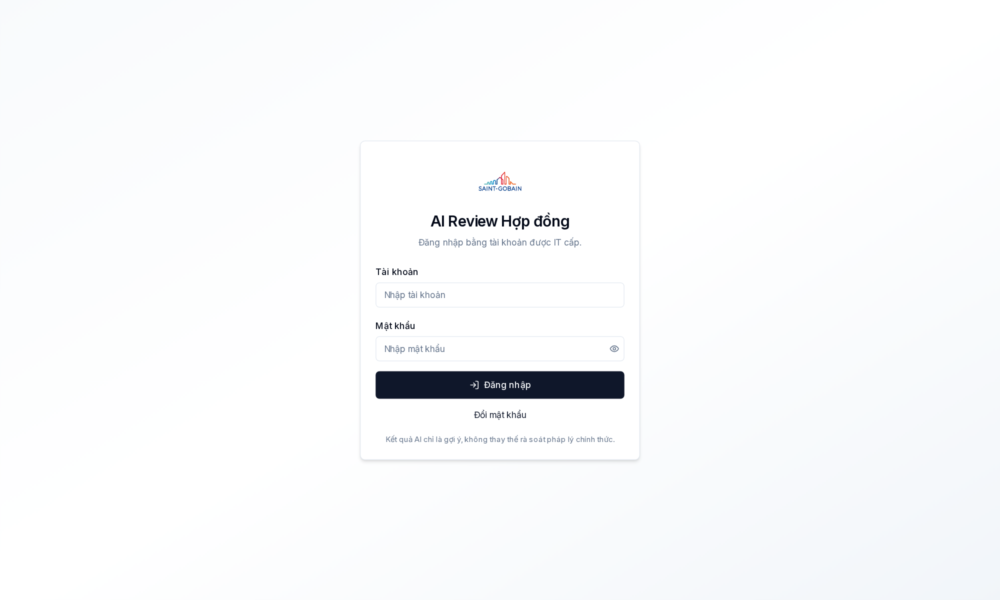 SAINT-GOBAIN
AI Review Hợp đồng
Đăng nhập bằng tài khoản được IT cấp.
Tài khoản
Nhập tài khoản
Mật khẩu
Nhập mật khẩu
Đăng nhập
Đổi mật khẩu
Kết quả AI chỉ là gợi ý, không thay thế rà soát pháp lý chính thức.